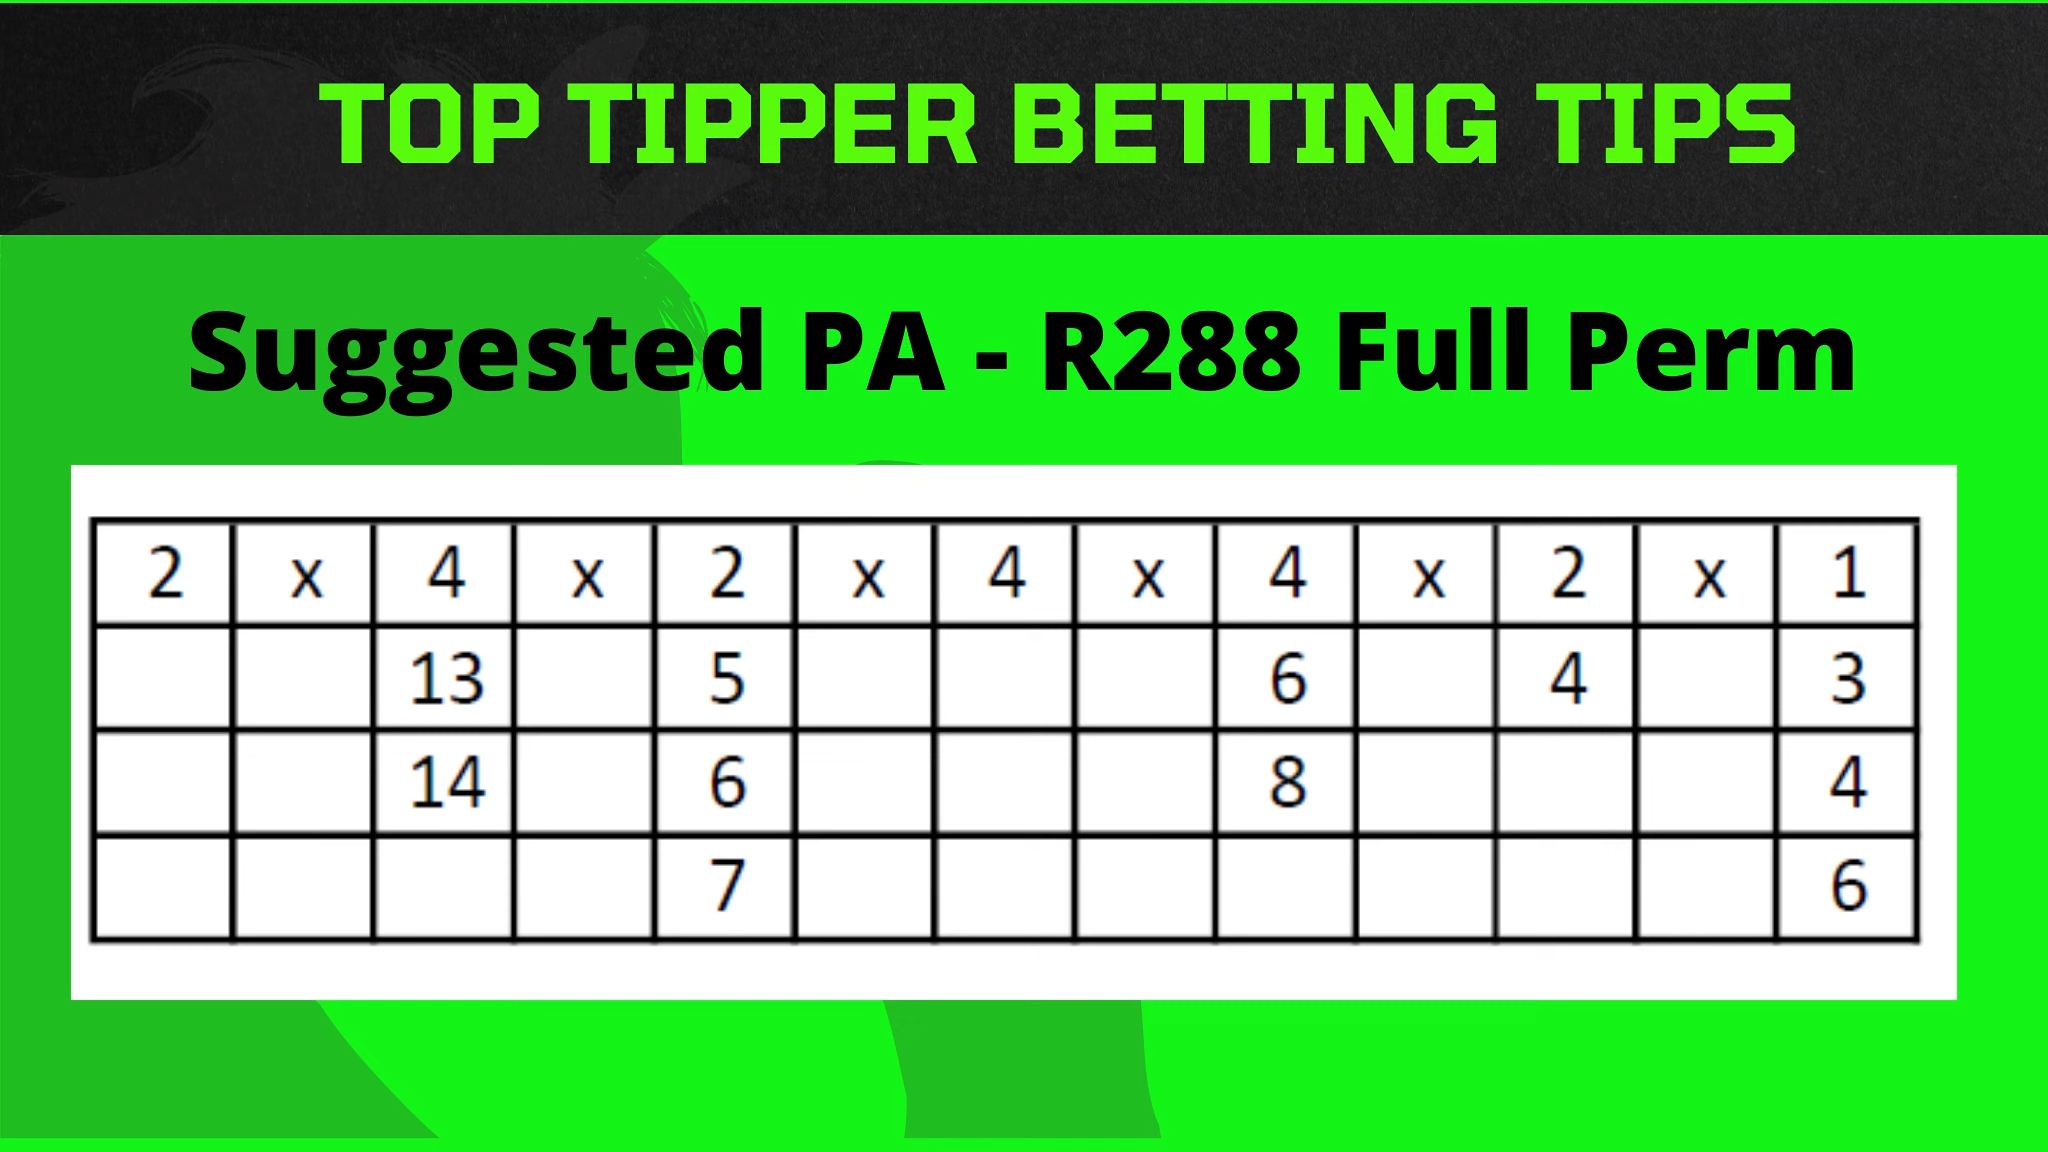 TOP TIPPER BETTING TIPS
Suggested PA - R288 Full Perm
2 x 4 x 2 x 4 x 4 x 2 x 1
13 5 6 4 3
14 6 8 4
7 6